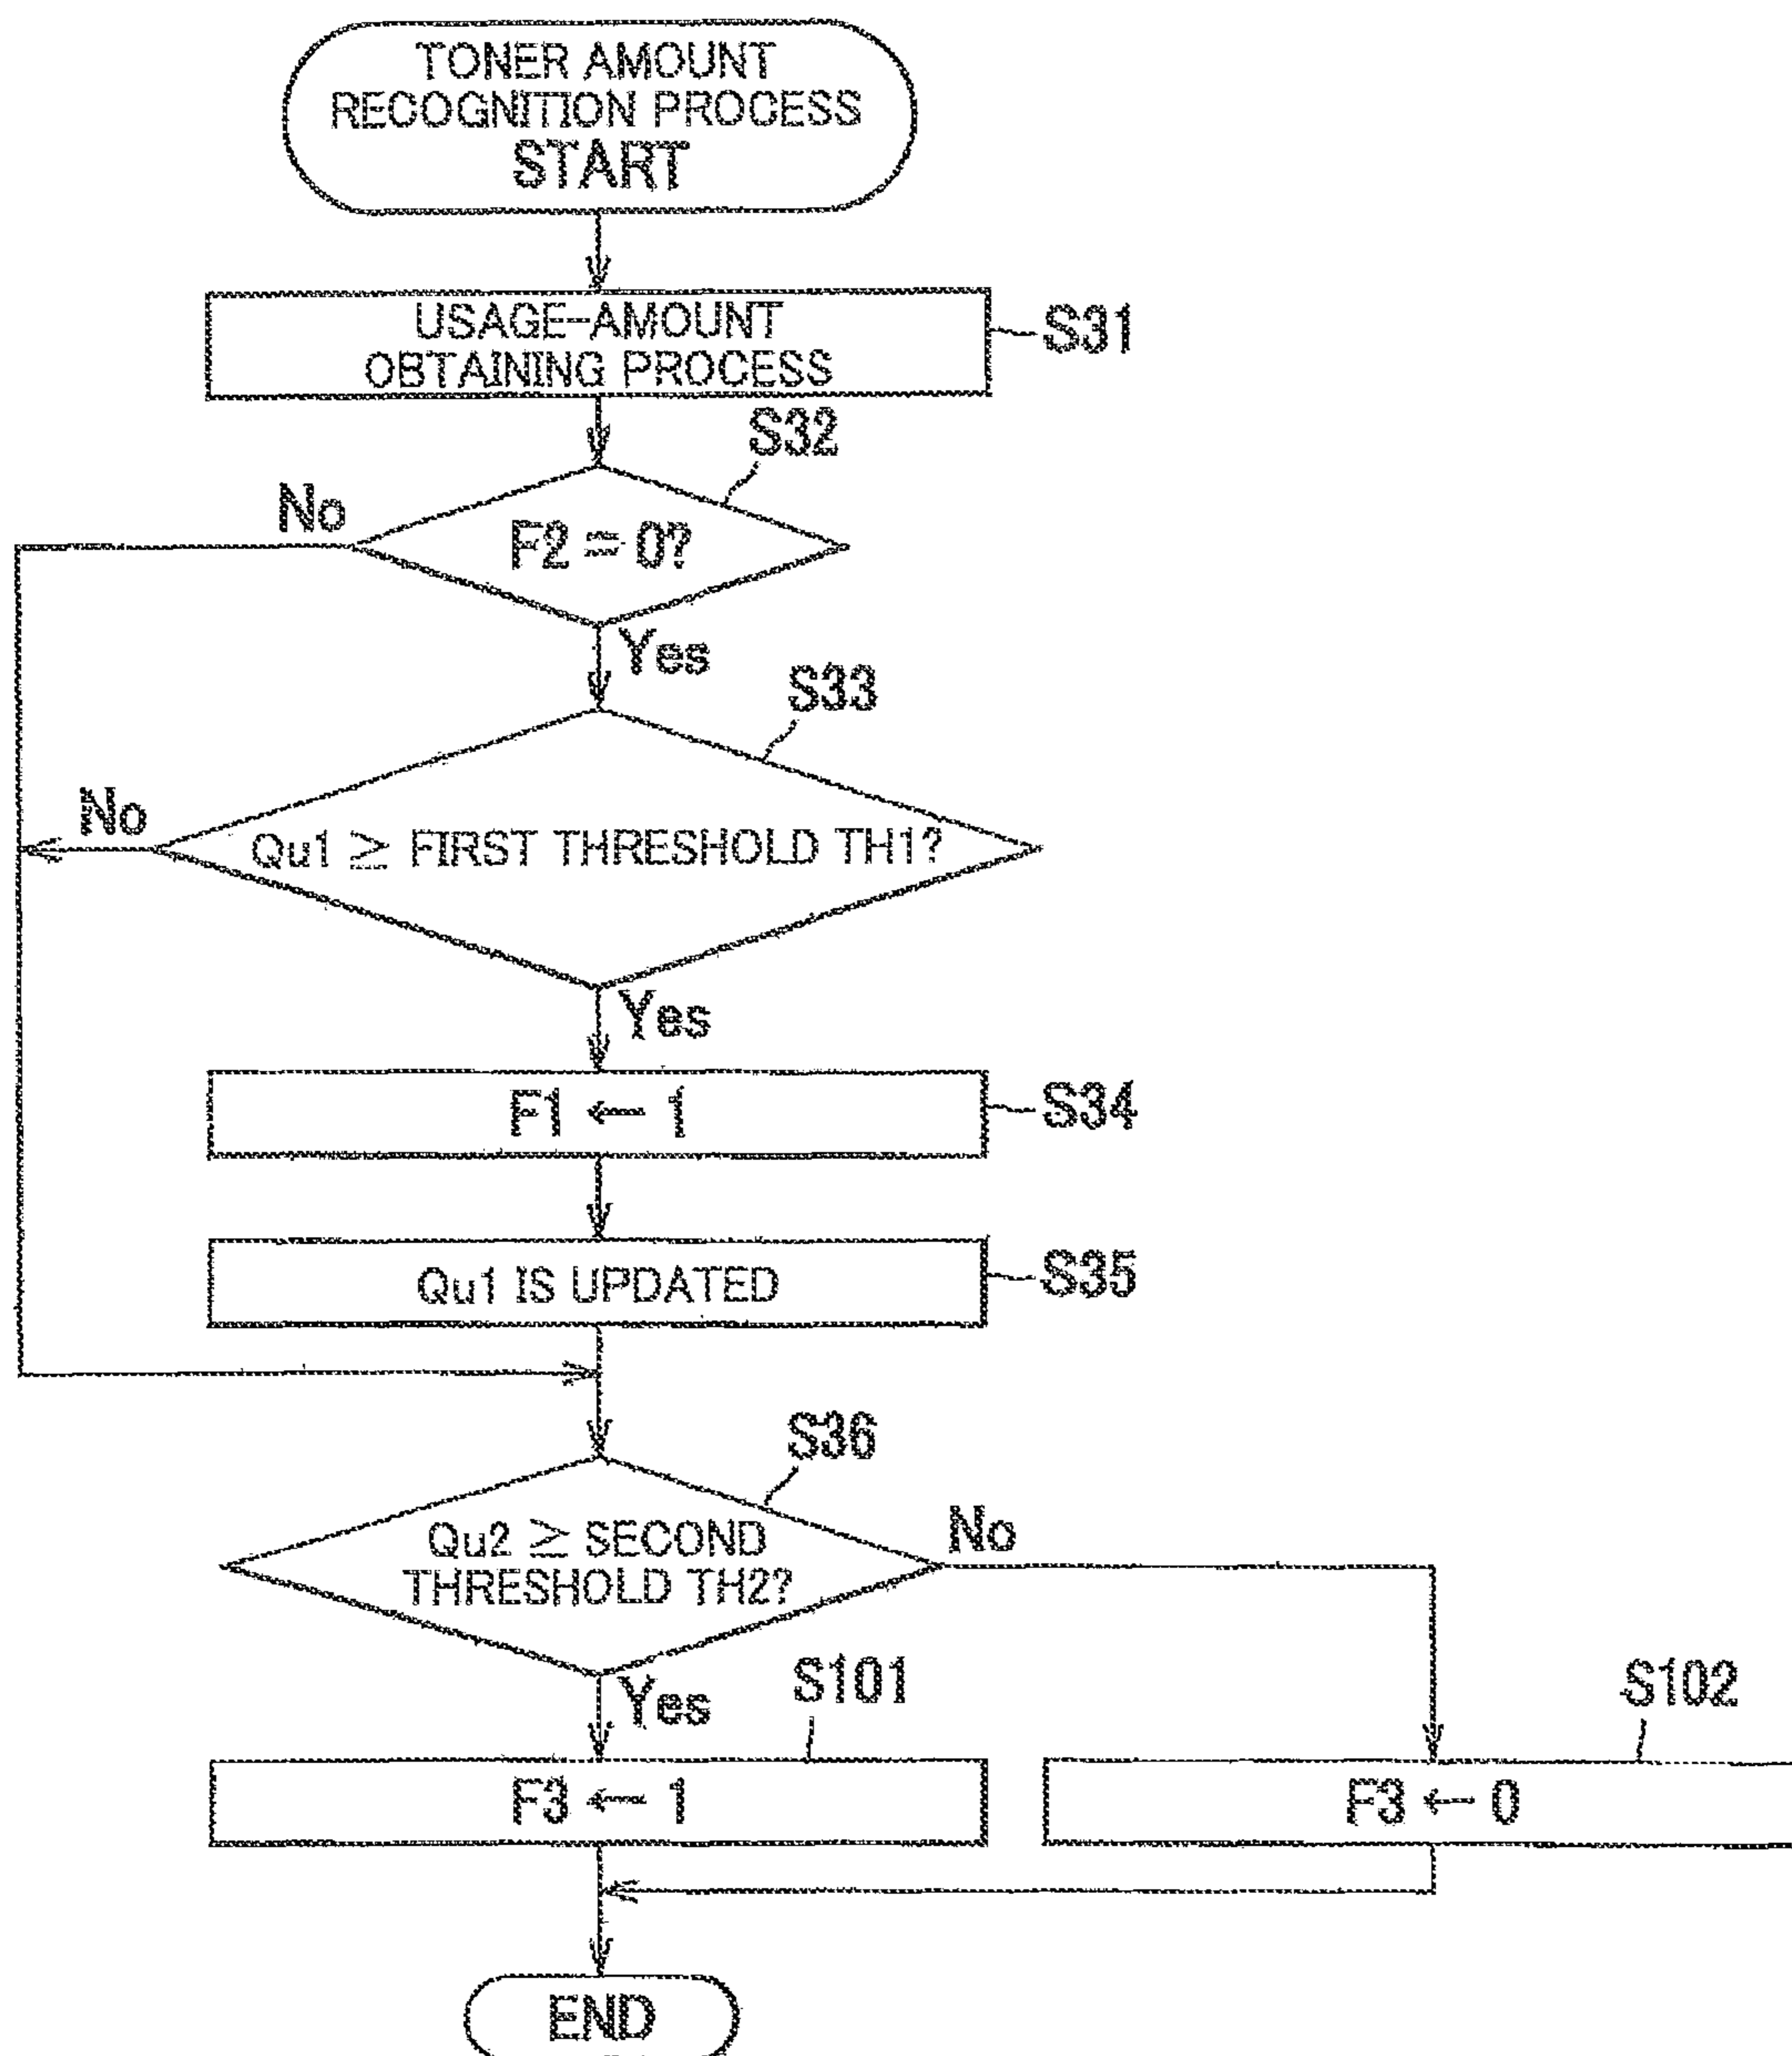 TONER AMOUNT
RECOGNITION PROCESS
START
USAGE-AMOUNT
OBTAINING PROCESS
S31
S32
No
F2 = 0?
Yes
S33
No
Qu1 ≧ FIRST THRESHOLD TH1?
Yes
F1 ← 1
S34
Qu1 IS UPDATED
S35
S36
Qu2 ≧ SECOND
THRESHOLD TH2?
No
Yes
S101
S102
F3 ← 1
F3 ← 0
END